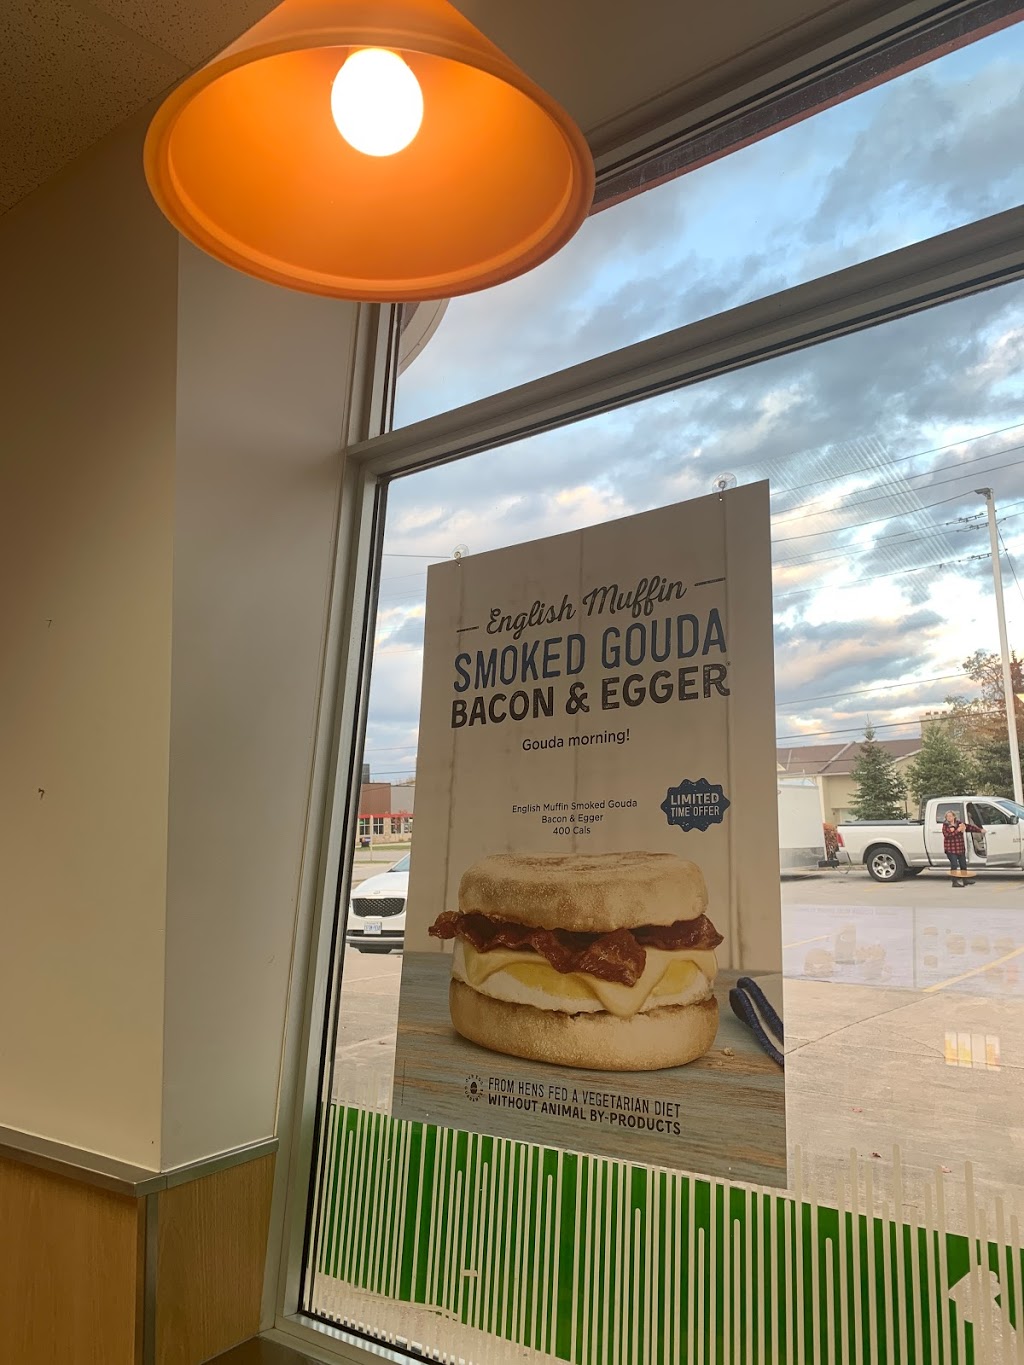 English Muffin
SMOKED GOUDA
BACON & EGGER
Gouda morning!
LIMITED
TIME OFFER
English Muffin Smoked Gouda
Bacon & Egger
400 Cals
FROM HENS FED A VEGETARIAN DIET
WITHOUT ANIMAL BY-PRODUCTS